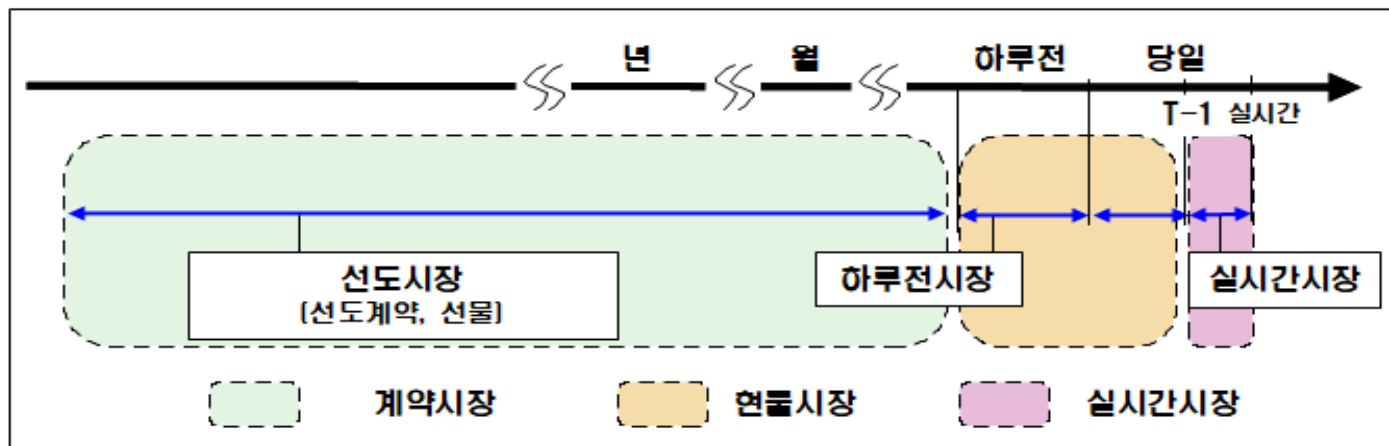 년 월 하루전 당일
T-1 실시간
선도시장
(선도계약, 선물)
하루전시장
실시간시장
계약시장 현물시장 실시간시장